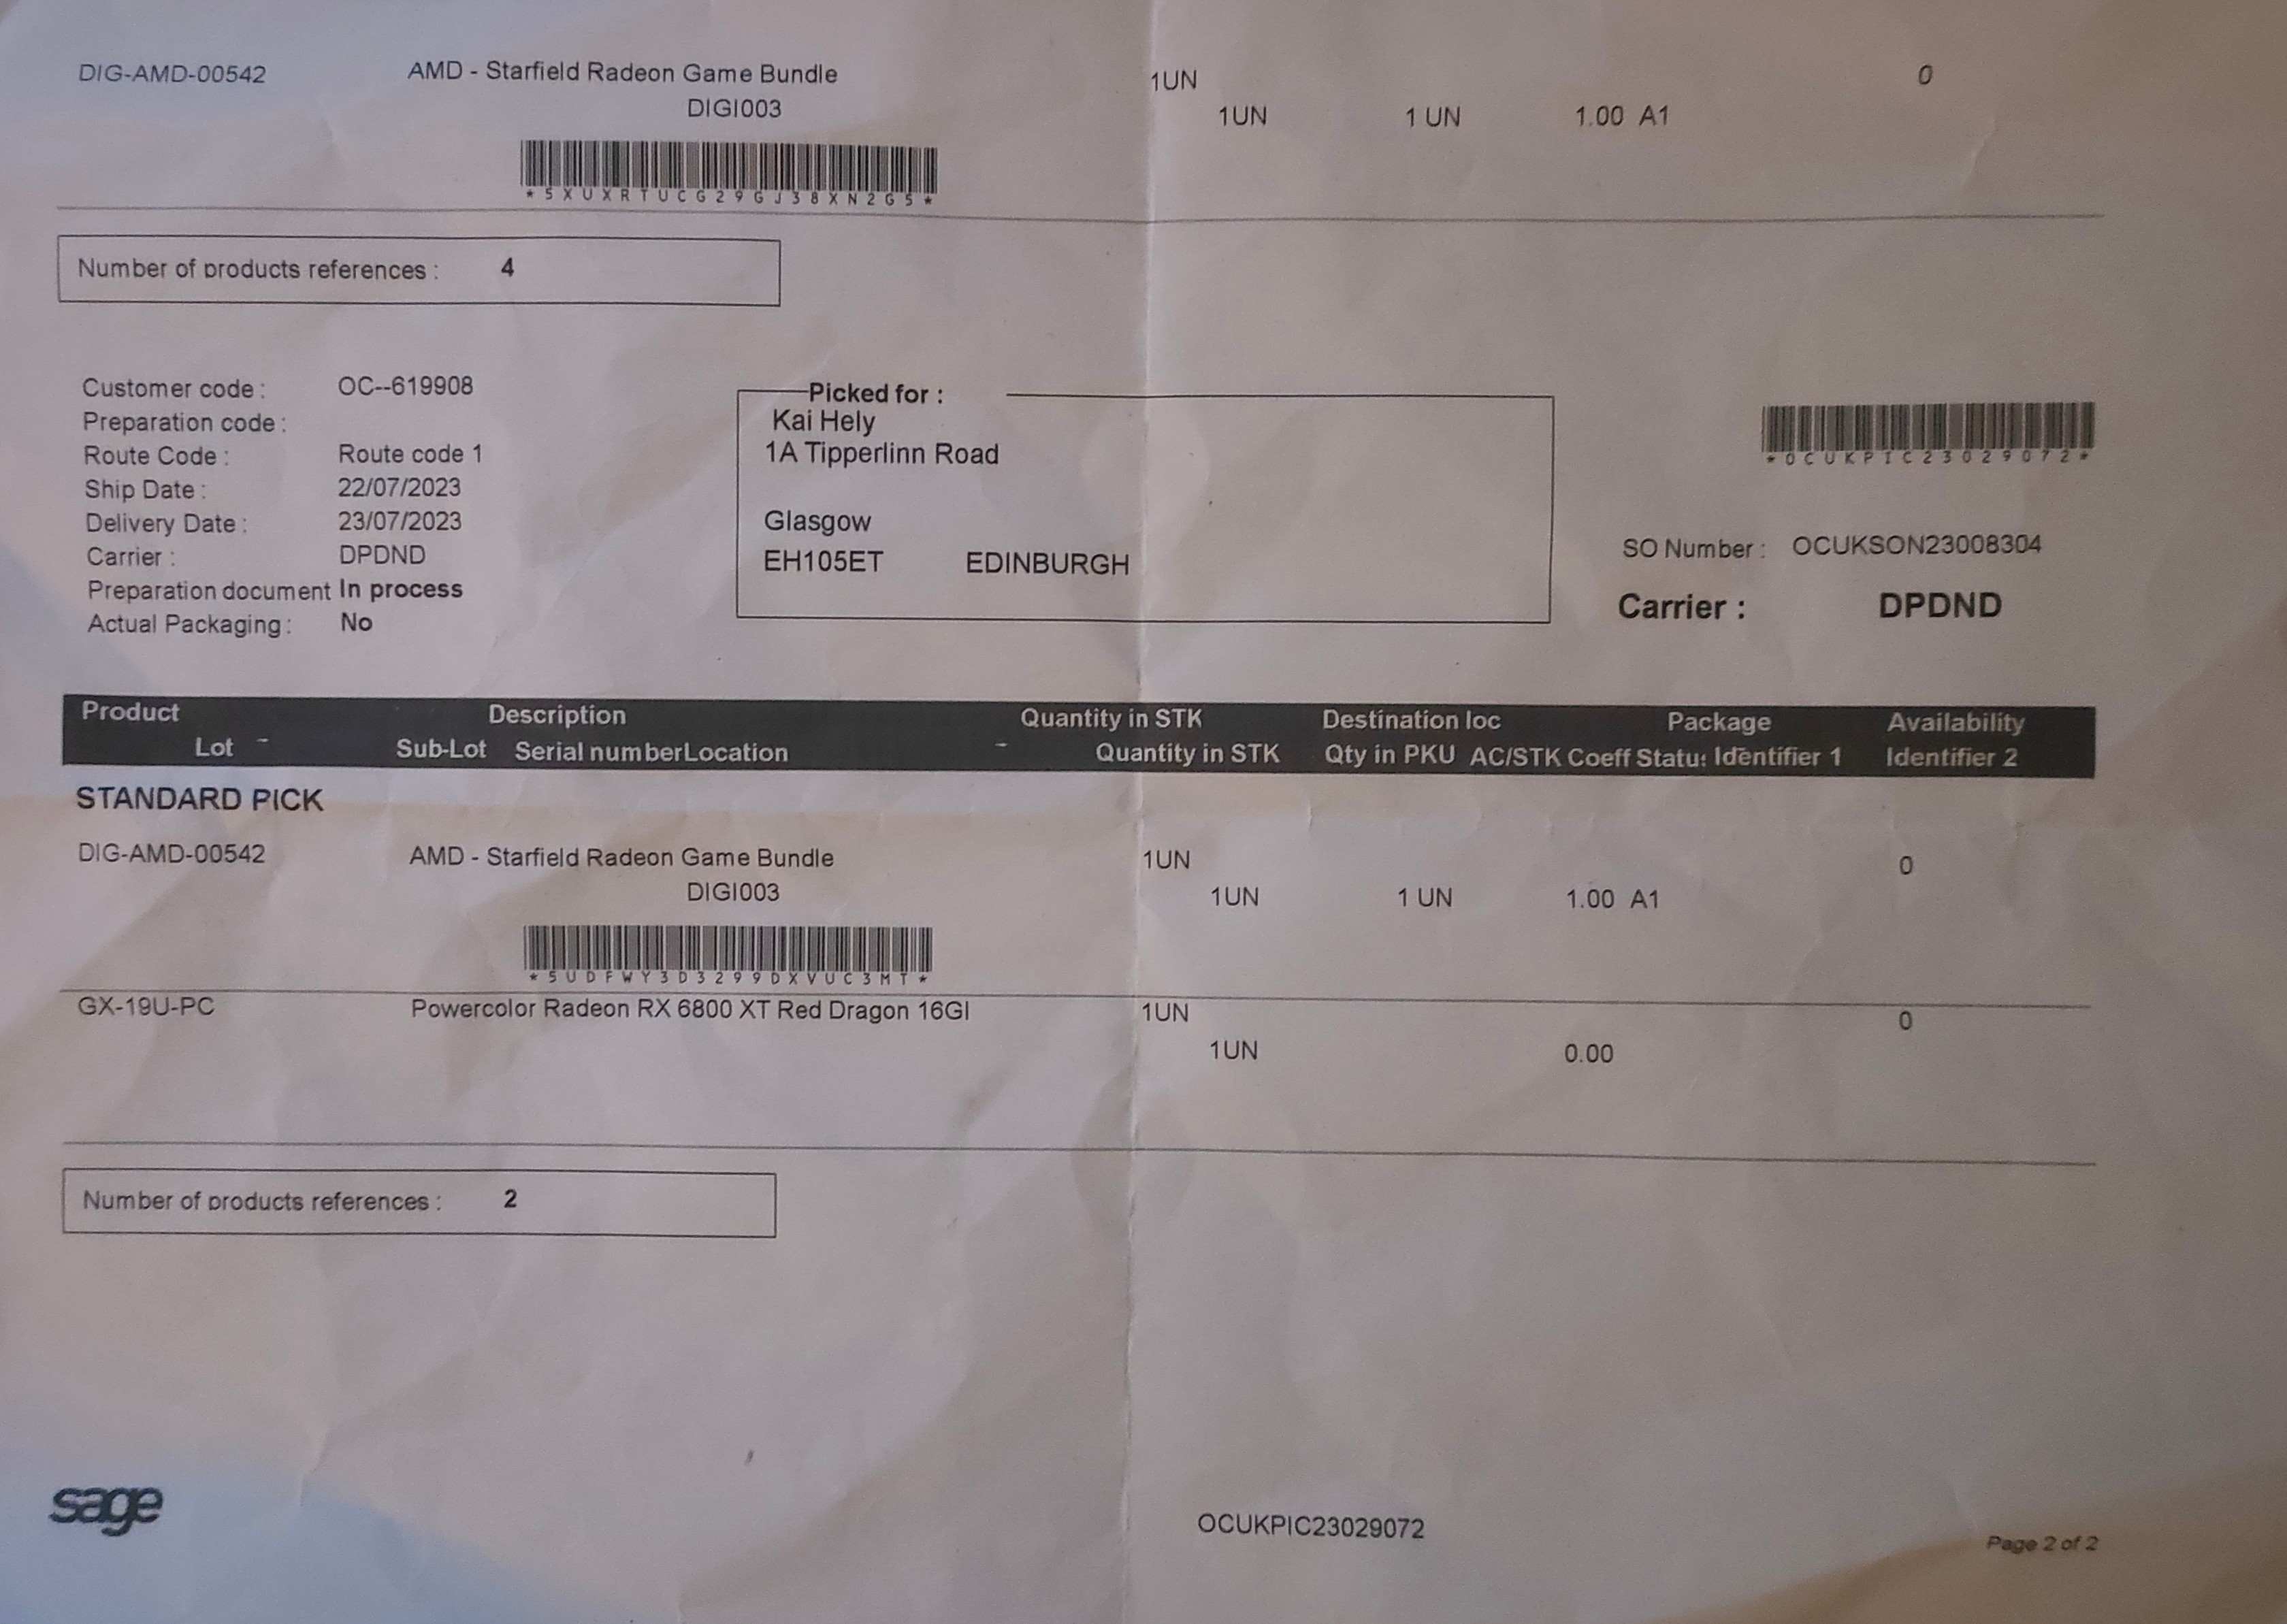 DIG-AMD-00542 AMD - Starfield Radeon Game Bundle 1UN 0
DIGI003 1UN 1 UN 1.00 A1
*5XUXRTUCG29GJ38XN2G5*
Number of products references : 4
Customer code : OC--619908
Preparation code :
Route Code : Route code 1
Ship Date : 22/07/2023
Delivery Date : 23/07/2023
Carrier : DPDND
Preparation document In process
Actual Packaging : No
Picked for :
Kai Hely
1A Tipperlinn Road
Glasgow
EH105ET EDINBURGH
*OCUKPIC23029072*
SO Number : OCUKSON23008304
Carrier : DPDND
Product Description Quantity in STK Destination loc Package Availability
Lot - Sub-Lot Serial numberLocation - Quantity in STK Qty in PKU AC/STK Coeff Statu: Identifier 1 Identifier 2
STANDARD PICK
DIG-AMD-00542 AMD - Starfield Radeon Game Bundle 1UN 0
DIGI003 1UN 1 UN 1.00 A1
*5UDFWY3D3299DXVUC3MT*
GX-19U-PC Powercolor Radeon RX 6800 XT Red Dragon 16GI 1UN 0
1UN 0.00
Number of products references : 2
sage
OCUKPIC23029072
Page 2 of 2